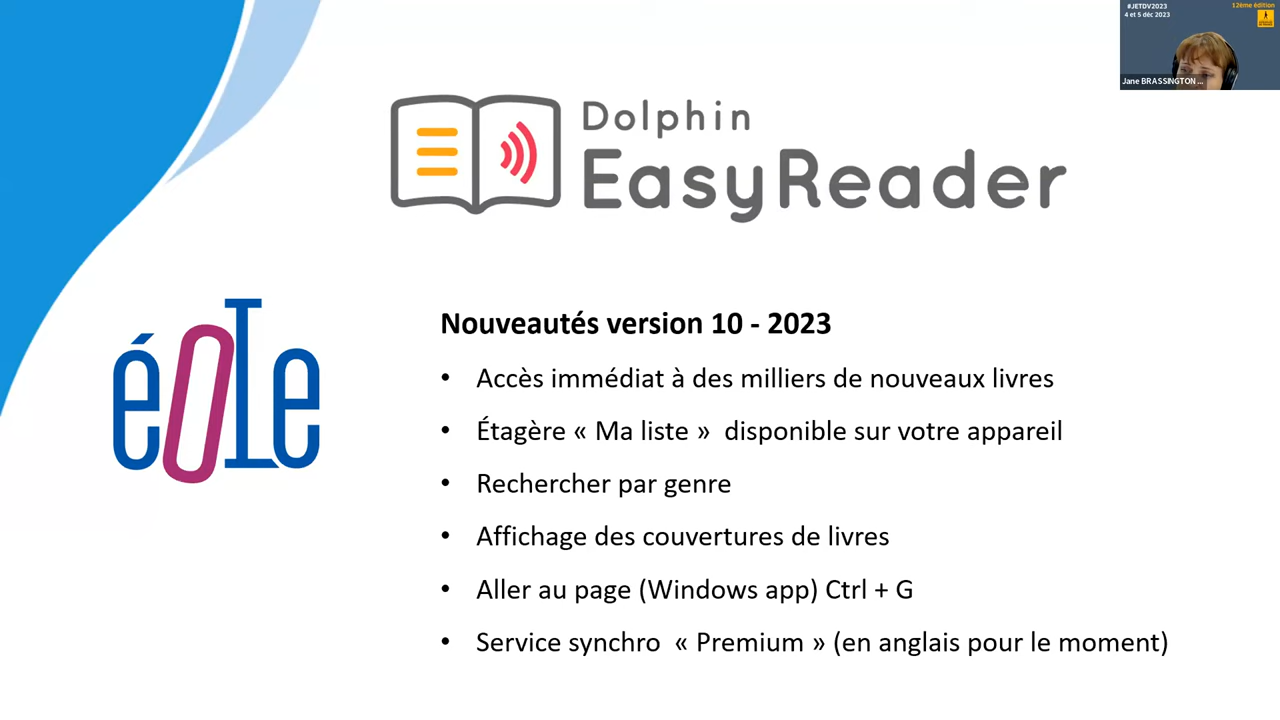 #JETDV2023
4 et 5 déc 2023
12ème édition
Jane BRASSINGTON ...
Dolphin
EasyReader
éole
Nouveautés version 10 - 2023
• Accès immédiat à des milliers de nouveaux livres
• Étagère « Ma liste »  disponible sur votre appareil
• Rechercher par genre
• Affichage des couvertures de livres
• Aller au page (Windows app) Ctrl + G
• Service synchro  « Premium » (en anglais pour le moment)